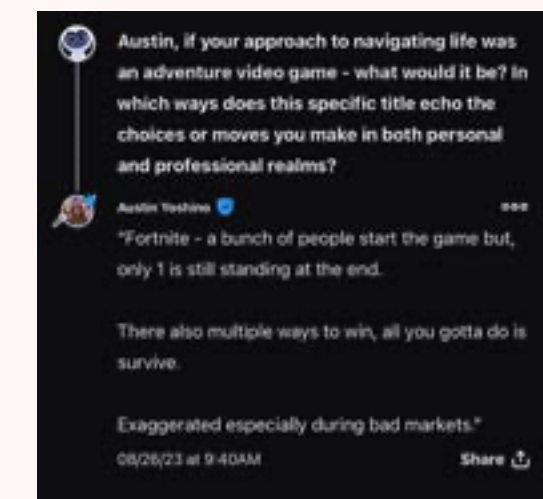 Austin, if your approach to navigating life was
an adventure video game - what would it be? In
which ways does this specific title echo the
choices or moves you make in both personal
and professional realms?
Austin Yoshino
"Fortnite - a bunch of people start the game but,
only 1 is still standing at the end.
There also multiple ways to win, all you gotta do is
survive.
Exaggerated especially during bad markets."
08/26/23 at 9:40AM
Share